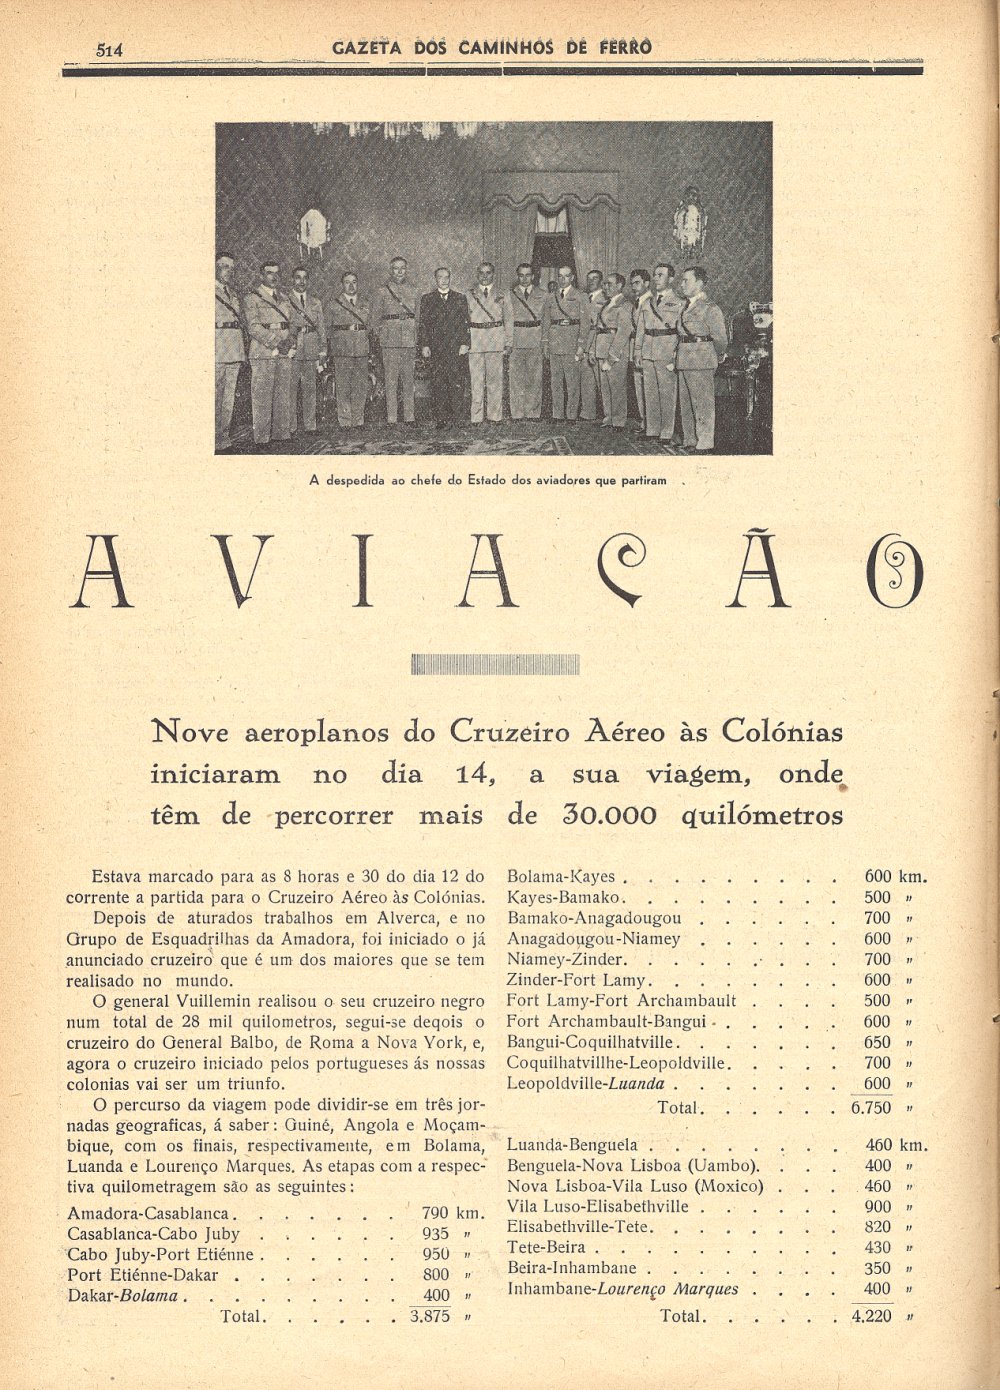 514
GAZETA DOS CAMINHOS DE FERRO
A despedida ao chefe do Estado dos aviadores que partiram
AVIAÇÃO
Nove aeroplanos do Cruzeiro Aéreo às Colónias
iniciaram no dia 14, a sua viagem, onde
têm de percorrer mais de 30.000 quilómetros
Estava marcado para as 8 horas e 30 do dia 12 do
corrente a partida para o Cruzeiro Aéreo às Colónias.
Depois de aturados trabalhos em Alverca, e no
Grupo de Esquadrilhas da Amadora, foi iniciado o já
anunciado cruzeiro que é um dos maiores que se tem
realisado no mundo.
O general Vuillemin realisou o seu cruzeiro negro
num total de 28 mil quilometros, segui-se deqois o
cruzeiro do General Balbo, de Roma a Nova York, e,
agora o cruzeiro iniciado pelos portugueses ás nossas
colonias vai ser um triunfo.
O percurso da viagem pode dividir-se em três jor-
nadas geograficas, á saber: Guiné, Angola e Moçam-
bique, com os finais, respectivamente, em Bolama,
Luanda e Lourenço Marques. As etapas com a respec-
tiva quilometragem são as seguintes:
Amadora-Casablanca. . . . . . . 790 km.
Casablanca-Cabo Juby . . . . . . 935 "
Cabo Juby-Port Etiénne . . . . . . 950 "
Port Etiénne-Dakar . . . . . . . 800 "
Dakar-Bolama . . . . . . . . . 400 "
Total. . . . . . 3.875 "
Bolama-Kayes . . . . . . . . . 600 km.
Kayes-Bamako. . . . . . . . . 500 "
Bamako-Anagadougou . . . . . . 700 "
Anagadougou-Niamey . . . . . . 600 "
Niamey-Zinder. . . . . . . . . 700 "
Zinder-Fort Lamy. . . . . . . . 600 "
Fort Lamy-Fort Archambault . . . . 500 "
Fort Archambault-Bangui . . . . . . 600 "
Bangui-Coquilhatville. . . . . . . 650 "
Coquilhatvillhe-Leopoldville. . . . . 700 "
Leopoldville-Luanda . . . . . . . 600 "
Total. . . . . . 6.750 "
Luanda-Benguela . . . . . . . . 460 km.
Benguela-Nova Lisboa (Uambo). . . . 400 "
Nova Lisboa-Vila Luso (Moxico) . . . 460 "
Vila Luso-Elisabethville . . . . . . 900 "
Elisabethville-Tete. . . . . . . . 820 "
Tete-Beira . . . . . . . . . . 430 "
Beira-Inhambane . . . . . . . . 350 "
Inhambane-Lourenço Marques . . . . 400 "
Total. . . . . . 4.220 "